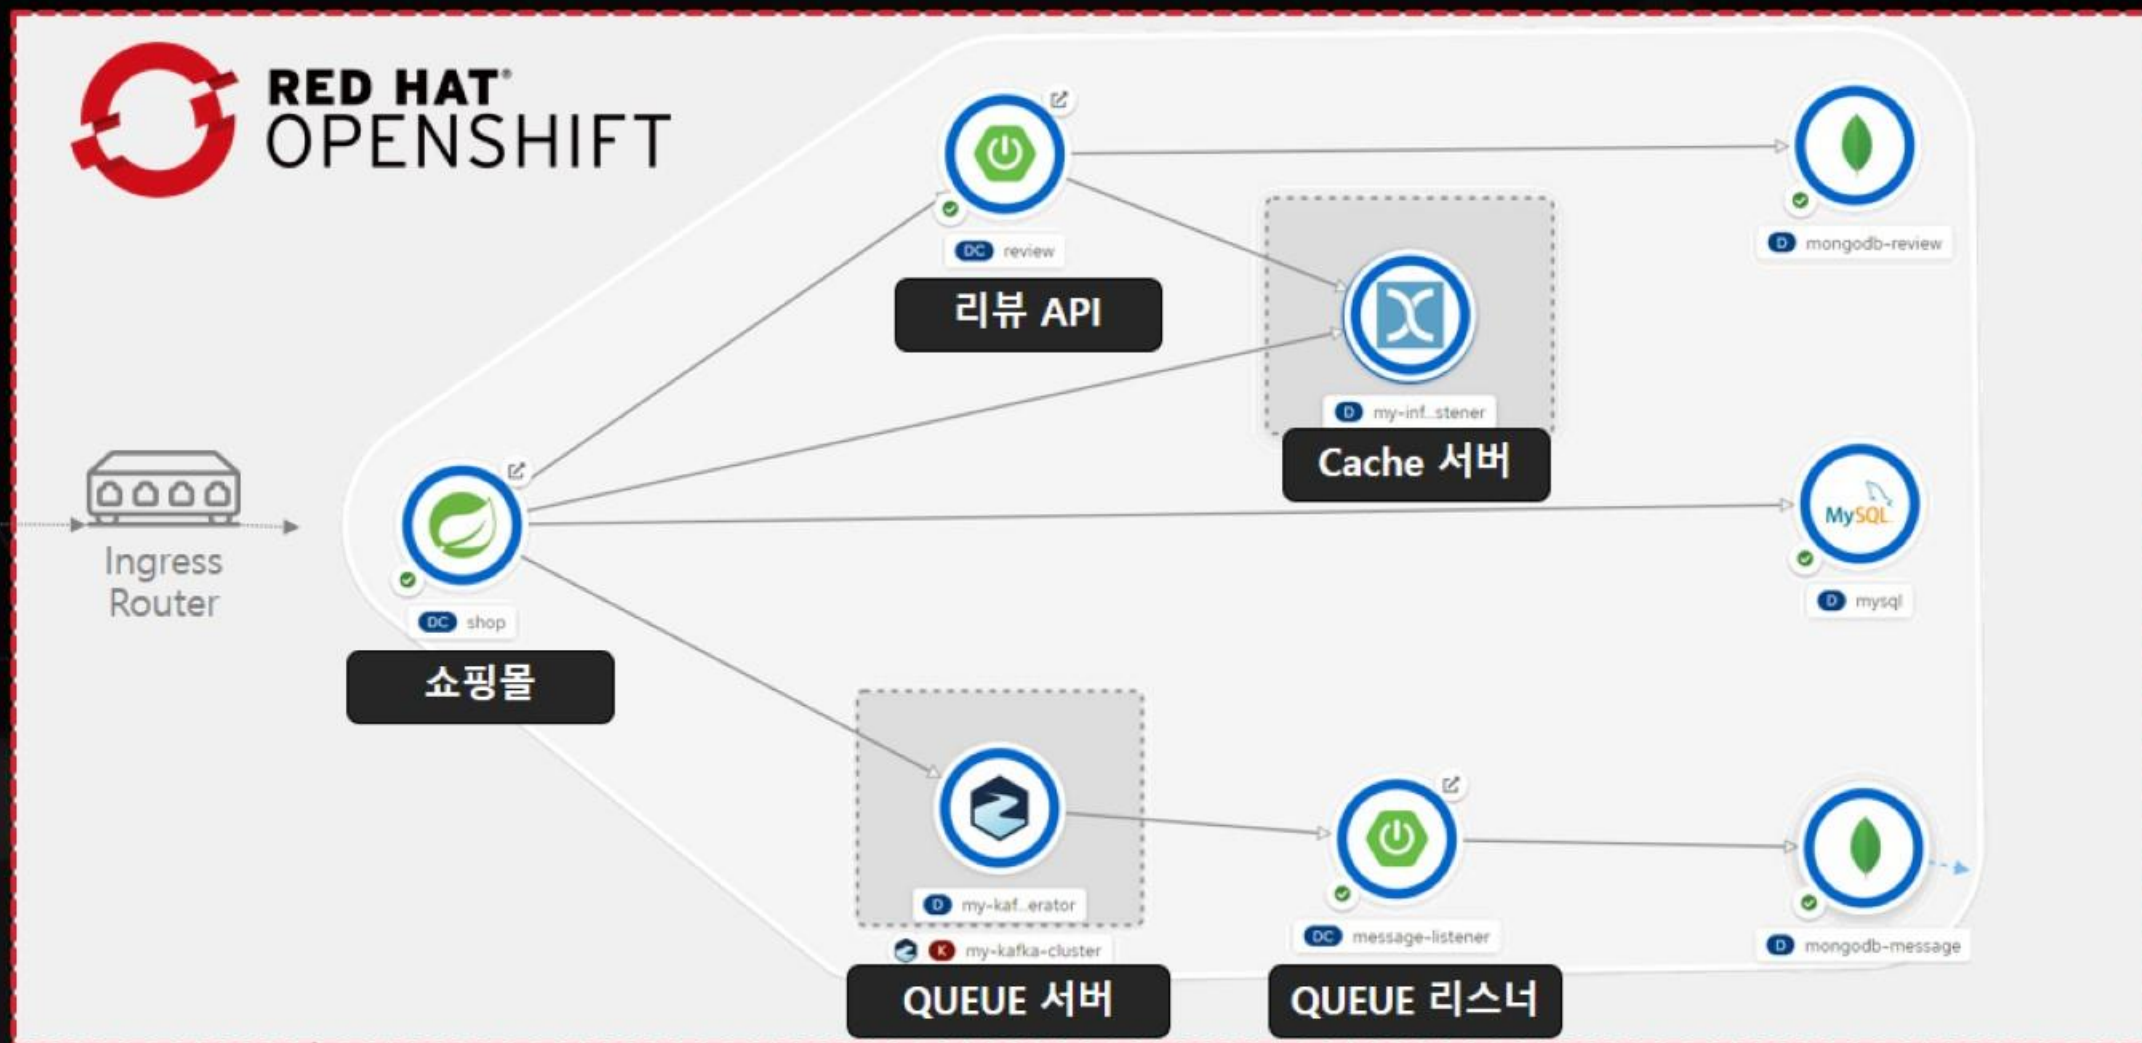 RED HAT®
OPENSHIFT
DC review
리뷰 API
D mongodb-review
D my-inf...stener
Cache 서버
Ingress
Router
DC shop
쇼핑몰
MySQL
D mysql
D my-kaf...erator
K my-kafka-cluster
QUEUE 서버
DC message-listener
QUEUE 리스너
D mongodb-message